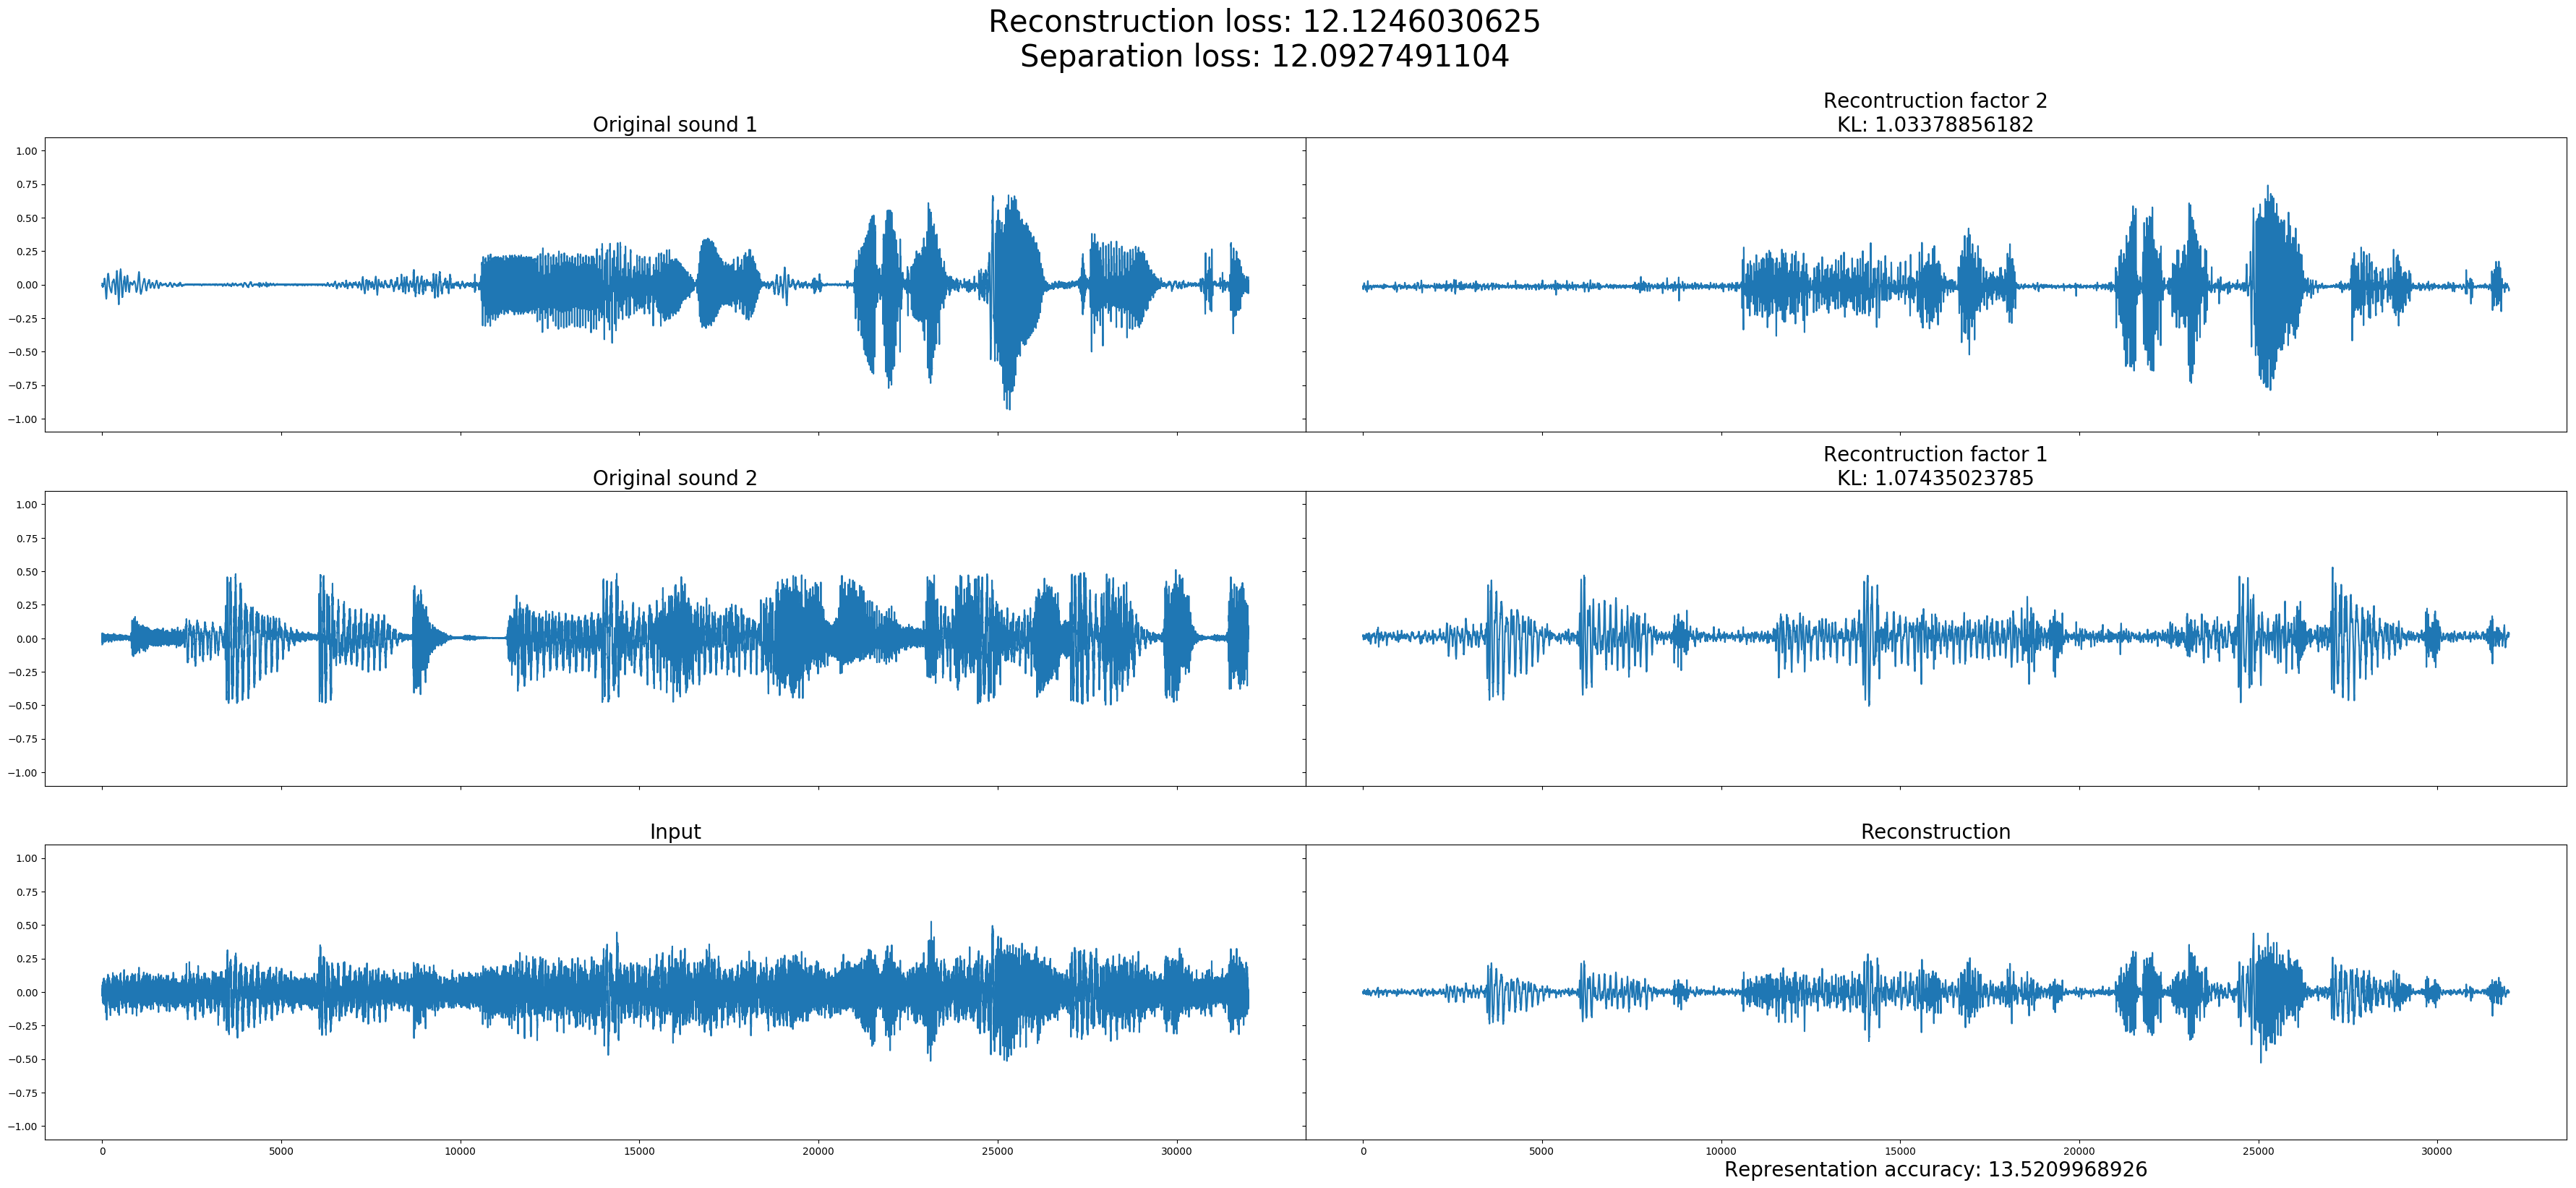 Reconstruction loss: 12.1246030625
Separation loss: 12.0927491104
Original sound 1
Recontruction factor 2
KL: 1.03378856182
1.00
0.75
0.50
0.25
0.00
−0.25
−0.50
−0.75
−1.00
Original sound 2
Recontruction factor 1
KL: 1.07435023785
1.00
0.75
0.50
0.25
0.00
−0.25
−0.50
−0.75
−1.00
Input
Reconstruction
1.00
0.75
0.50
0.25
0.00
−0.25
−0.50
−0.75
−1.00
0 5000 10000 15000 20000 25000 30000
0 5000 10000 15000 20000 25000 30000
Representation accuracy: 13.5209968926